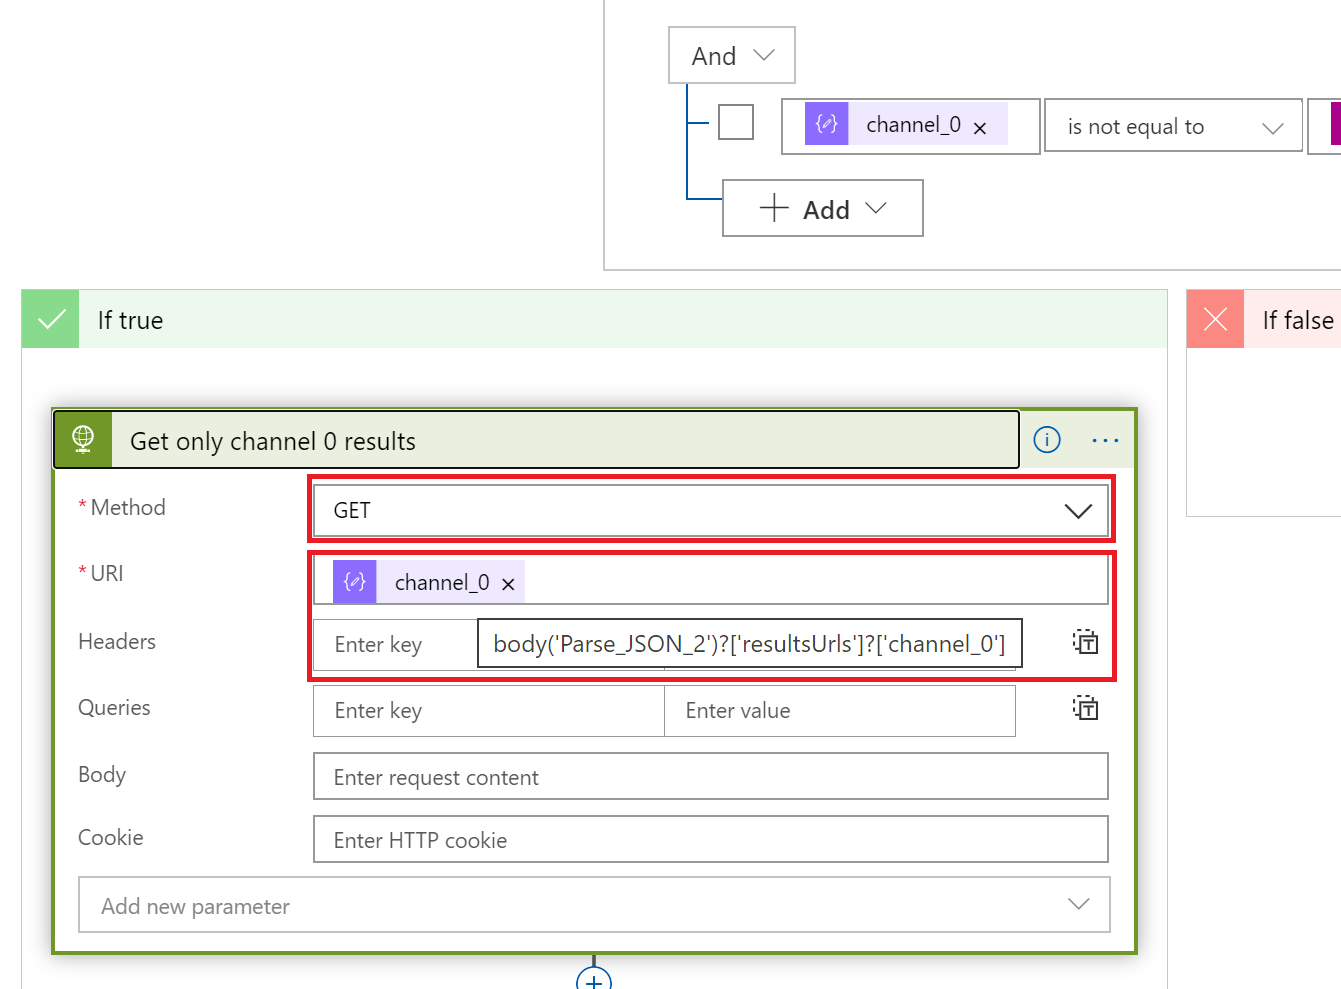 And
channel_0 ×
is not equal to
Add
If true
If false
Get only channel 0 results
* Method
GET
* URI
channel_0 ×
Headers
Enter key
body('Parse_JSON_2')?['resultsUrls']?['channel_0']
Queries
Enter key
Enter value
Body
Enter request content
Cookie
Enter HTTP cookie
Add new parameter